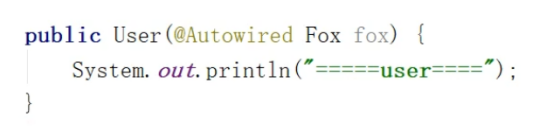 public User(@Autowired Fox fox) {
System.out.println("=====user====");
}